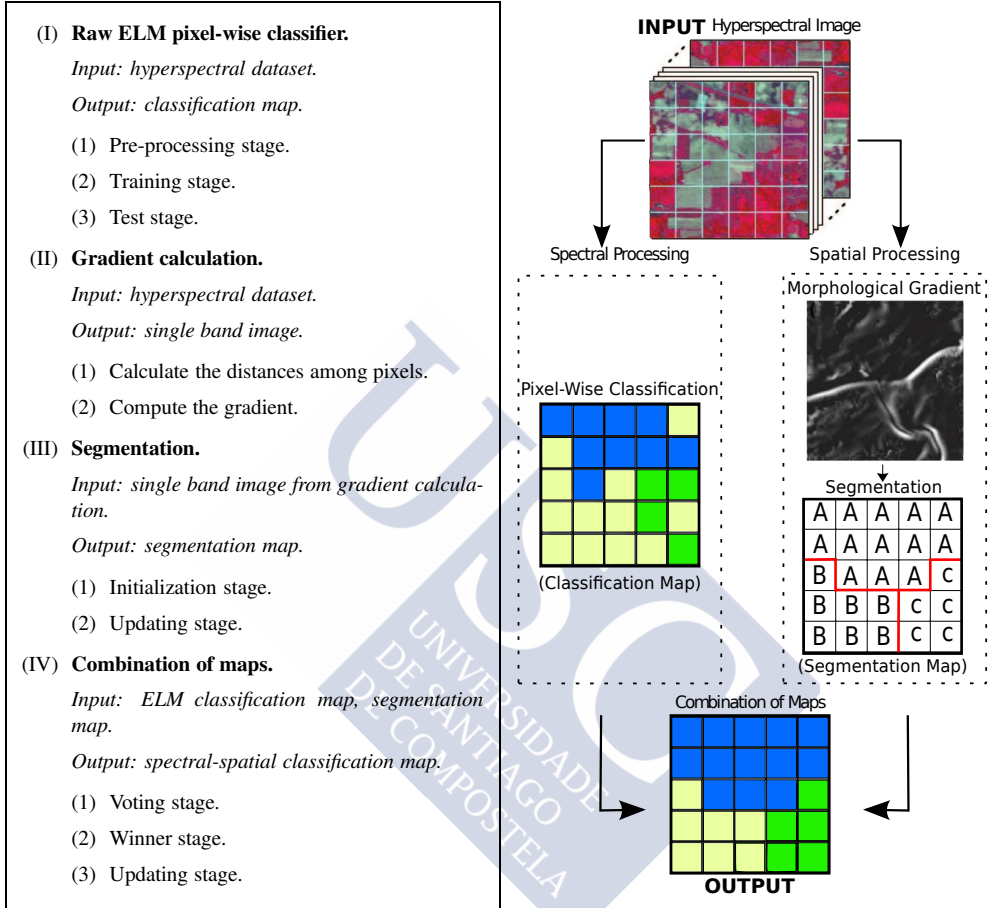 (I) Raw ELM pixel-wise classifier.
Input: hyperspectral dataset.
Output: classification map.
(1) Pre-processing stage.
(2) Training stage.
(3) Test stage.
(II) Gradient calculation.
Input: hyperspectral dataset.
Output: single band image.
(1) Calculate the distances among pixels.
(2) Compute the gradient.
(III) Segmentation.
Input: single band image from gradient calcula-
tion.
Output: segmentation map.
(1) Initialization stage.
(2) Updating stage.
(IV) Combination of maps.
Input: ELM classification map, segmentation
map.
Output: spectral-spatial classification map.
(1) Voting stage.
(2) Winner stage.
(3) Updating stage.
INPUT Hyperspectral Image
Spectral Processing
Spatial Processing
Pixel-Wise Classification
(Classification Map)
Morphological Gradient
Segmentation
A A A A A
A A A A A
B A A A c
B B B c c
B B B c c
(Segmentation Map)
Combination of Maps
OUTPUT
USC
UNIVERSIDADE
DE SANTIAGO
DE COMPOSTELA